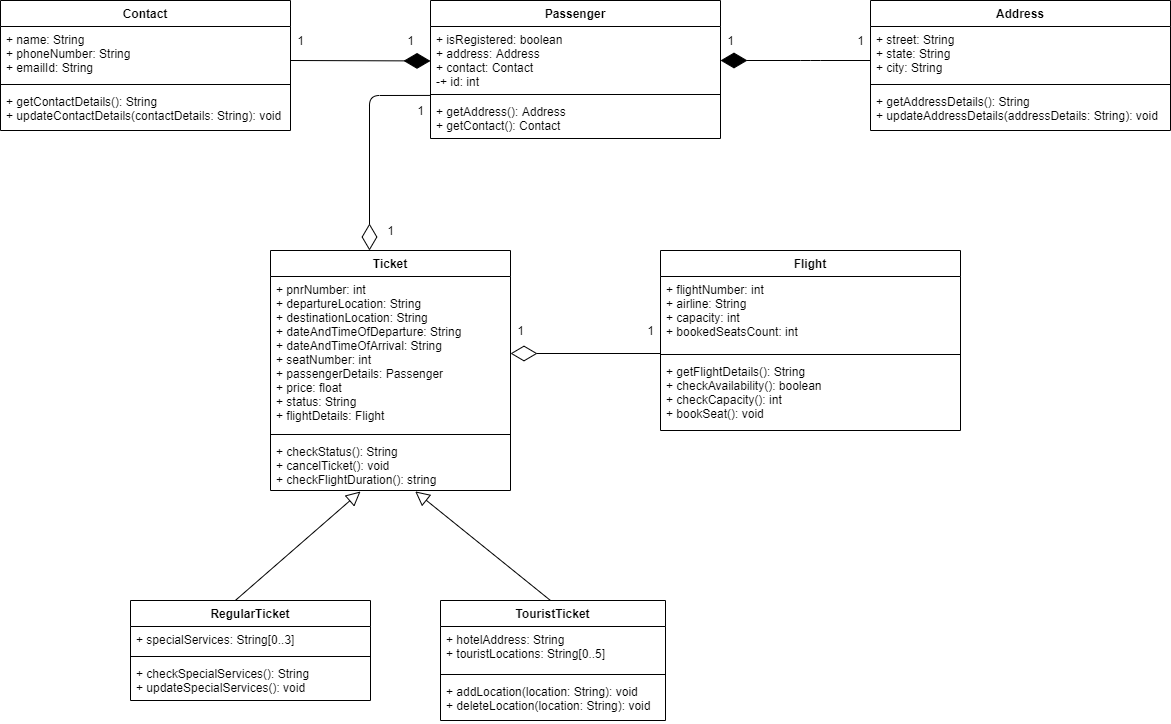 Contact
+ name: String
+ phoneNumber: String
+ emailId: String
+ getContactDetails(): String
+ updateContactDetails(contactDetails: String): void
1
1
Passenger
+ isRegistered: boolean
+ address: Address
+ contact: Contact
-+ id: int
+ getAddress(): Address
+ getContact(): Contact
1
1
Address
+ street: String
+ state: String
+ city: String
+ getAddressDetails(): String
+ updateAddressDetails(addressDetails: String): void
1
1
Ticket
+ pnrNumber: int
+ departureLocation: String
+ destinationLocation: String
+ dateAndTimeOfDeparture: String
+ dateAndTimeOfArrival: String
+ seatNumber: int
+ passengerDetails: Passenger
+ price: float
+ status: String
+ flightDetails: Flight
+ checkStatus(): String
+ cancelTicket(): void
+ checkFlightDuration(): string
1
1
Flight
+ flightNumber: int
+ airline: String
+ capacity: int
+ bookedSeatsCount: int
+ getFlightDetails(): String
+ checkAvailability(): boolean
+ checkCapacity(): int
+ bookSeat(): void
RegularTicket
+ specialServices: String[0..3]
+ checkSpecialServices(): String
+ updateSpecialServices(): void
TouristTicket
+ hotelAddress: String
+ touristLocations: String[0..5]
+ addLocation(location: String): void
+ deleteLocation(location: String): void